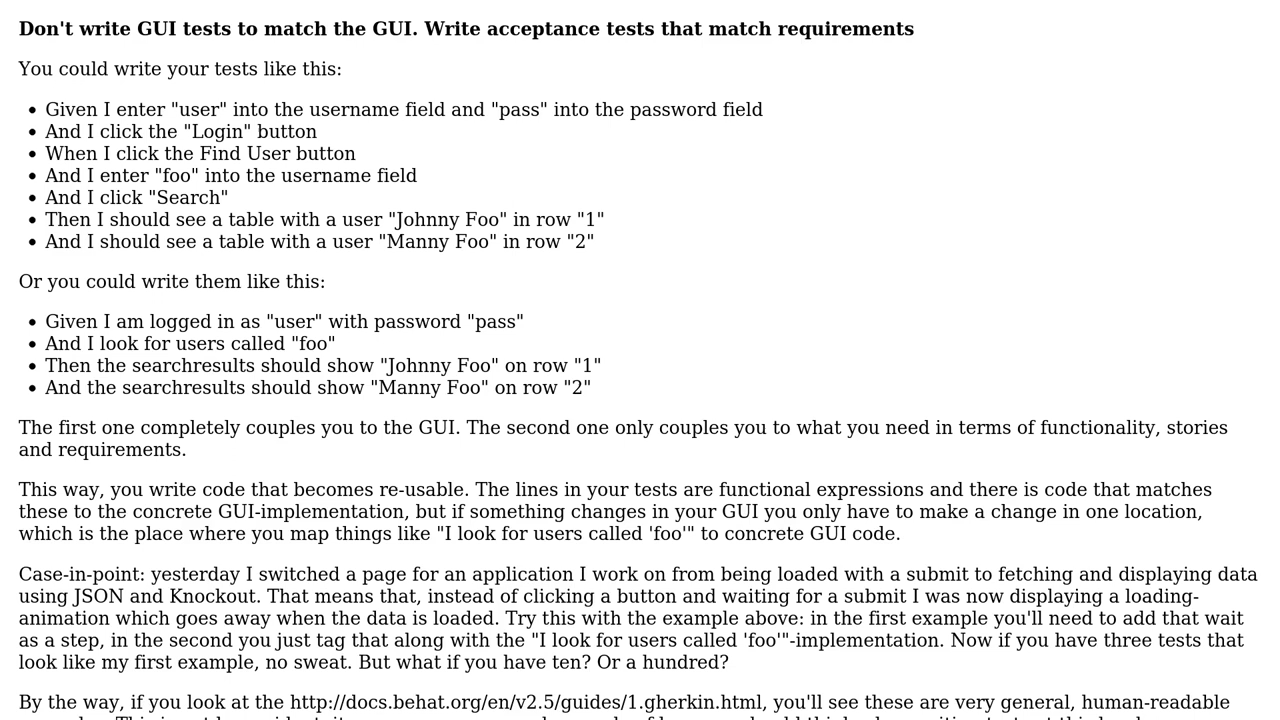 Don't write GUI tests to match the GUI. Write acceptance tests that match requirements
You could write your tests like this:
• Given I enter "user" into the username field and "pass" into the password field
• And I click the "Login" button
• When I click the Find User button
• And I enter "foo" into the username field
• And I click "Search"
• Then I should see a table with a user "Johnny Foo" in row "1"
• And I should see a table with a user "Manny Foo" in row "2"
Or you could write them like this:
• Given I am logged in as "user" with password "pass"
• And I look for users called "foo"
• Then the searchresults should show "Johnny Foo" on row "1"
• And the searchresults should show "Manny Foo" on row "2"
The first one completely couples you to the GUI. The second one only couples you to what you need in terms of functionality, stories
and requirements.
This way, you write code that becomes re-usable. The lines in your tests are functional expressions and there is code that matches
these to the concrete GUI-implementation, but if something changes in your GUI you only have to make a change in one location,
which is the place where you map things like "I look for users called 'foo'" to concrete GUI code.
Case-in-point: yesterday I switched a page for an application I work on from being loaded with a submit to fetching and displaying data
using JSON and Knockout. That means that, instead of clicking a button and waiting for a submit I was now displaying a loading-
animation which goes away when the data is loaded. Try this with the example above: in the first example you'll need to add that wait
as a step, in the second you just tag that along with the "I look for users called 'foo'"-implementation. Now if you have three tests that
look like my first example, no sweat. But what if you have ten? Or a hundred?
By the way, if you look at the http://docs.behat.org/en/v2.5/guides/1.gherkin.html, you'll see these are very general, human-readable